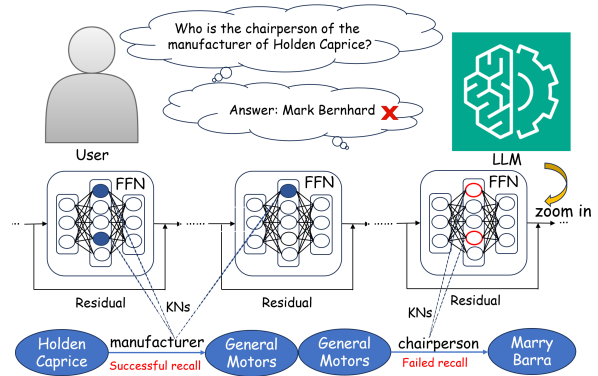 Who is the chairperson of the
manufacturer of Holden Caprice?
Answer: Mark Bernhard X
User
LLM
FFN
FFN
FFN
zoom in
...
...
...
...
Residual
Residual
Residual
KNs
KNs
Holden
Caprice
manufacturer
Successful recall
General
Motors
General
Motors
chairperson
Failed recall
Marry
Barra